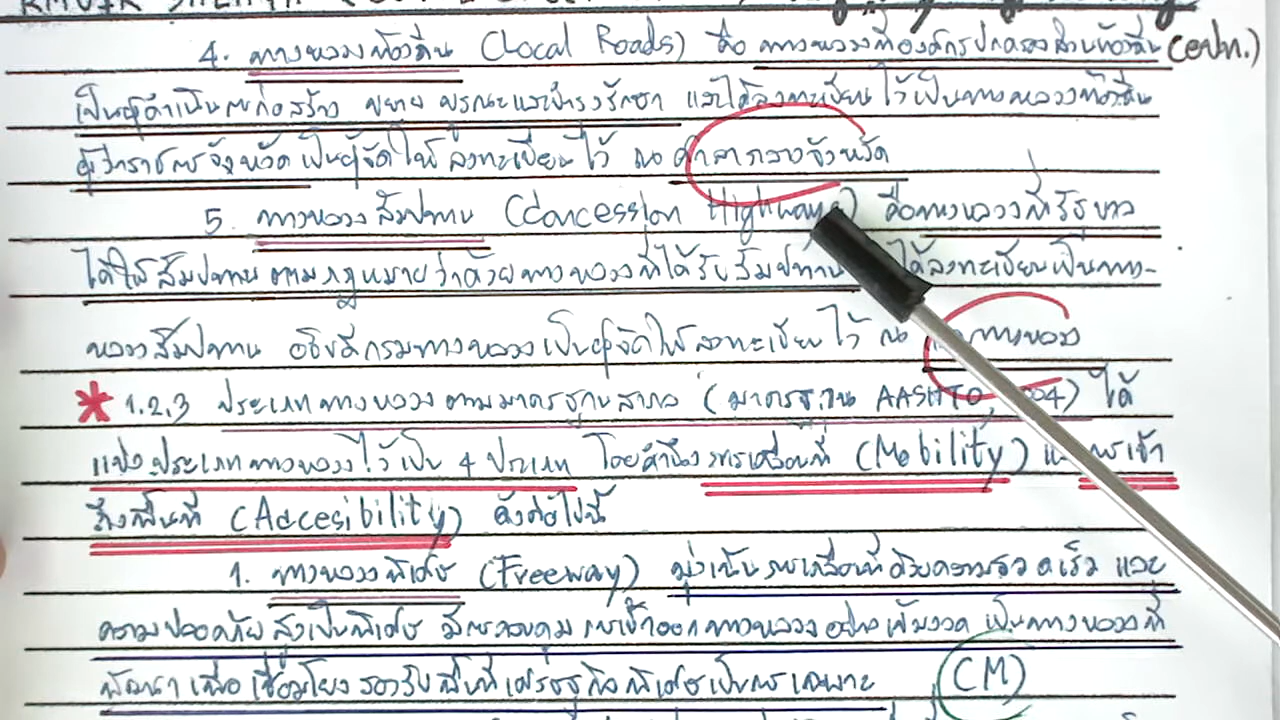 4. ทางหลวงท้องถิ่น (Local Roads) คือ ทางหลวงที่องค์กรปกครองส่วนท้องถิ่น (อปท.)
เป็นผู้ดำเนินการก่อสร้าง ขยาย บูรณะและบำรุงรักษา และได้ลงทะเบียนไว้เป็นทางหลวงท้องถิ่น
ผู้ว่าราชการจังหวัดเป็นผู้จัดให้ลงทะเบียนไว้ ณ ศาลากลางจังหวัด
5. ทางหลวงสัมปทาน (Concession Highways) คือทางหลวงที่รัฐบาล
ได้ให้สัมปทานตามกฎหมายว่าด้วยทางหลวงที่ได้รับสัมปทาน ได้ลงทะเบียนเป็นทาง-
หลวงสัมปทาน อธิบดีกรมทางหลวงเป็นผู้จัดให้ลงทะเบียนไว้ ณ ทางหลวง
* 1.2.3 ประเภททางหลวงตามมาตรฐานสากล (มาตรฐาน AASHTO, 04) ได้
แบ่งประเภททางหลวงไว้เป็น 4 ประเภท โดยคำนึงการเคลื่อนที่ (Mobility) การเข้า
ถึงพื้นที่ (Adcesibility) ดังต่อไปนี้
1. ทางหลวงพิเศษ (Freeway) มุ่งเน้นการเคลื่อนที่ด้วยความรวดเร็ว และ
ความปลอดภัยสูงเป็นพิเศษ มีการควบคุมการเข้าออกทางหลวงอย่างเข้มงวด เป็นทางหลวงที่
พัฒนาเพื่อเชื่อมโยงรองรับพื้นที่เศรษฐกิจพิเศษเป็นการเฉพาะ (M)